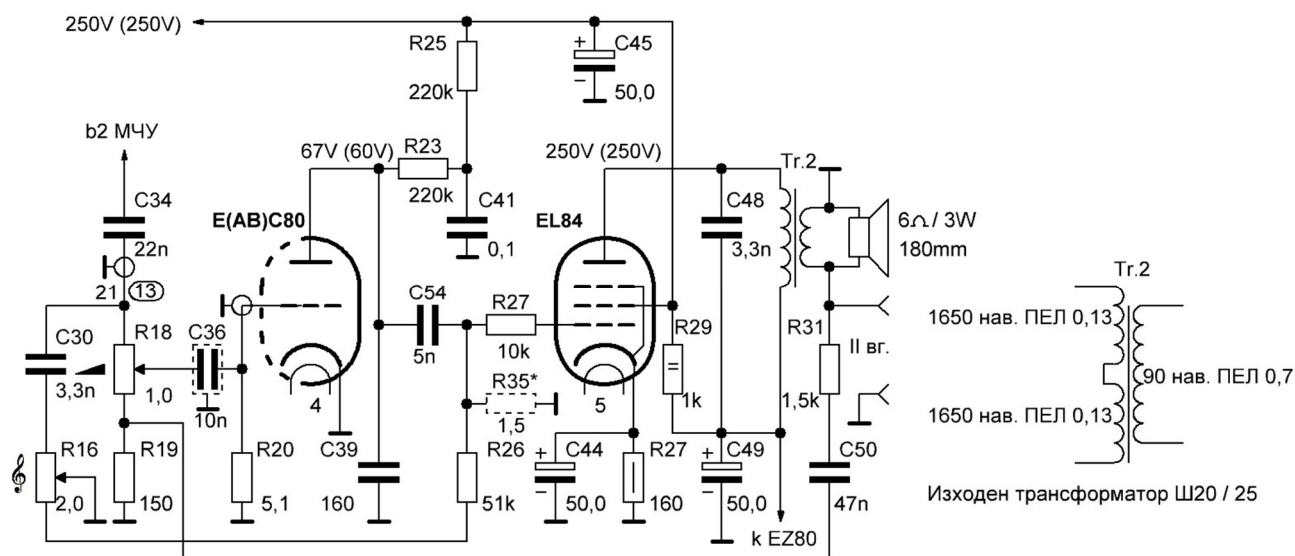 250V (250V)
R25
220k
+
C45
−
50,0
b2 МЧУ
67V (60V)
R23
220k
250V (250V)
Tr.2
C34
22n
E(AB)C80
C41
0,1
EL84
C48
3,3n
6Ω / 3W
180mm
21
13
C54
5n
R27
10k
Tr.2
C30
3,3n
R18
1,0
C36
10n
R29
1k
R31
1,5k
II вг.
1650 нав. ПЕЛ 0,13
90 нав. ПЕЛ 0,7
1650 нав. ПЕЛ 0,13
4
R35*
1,5
5
R16
2,0
R19
150
R20
5,1
C39
160
R26
51k
+
C44
−
50,0
R27
160
+
C49
−
50,0
C50
47n
k EZ80
Изходен трансформатор Ш20 / 25